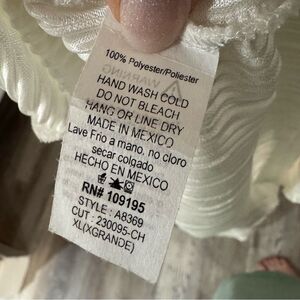 100% Polyester/Poliester
HAND WASH COLD
DO NOT BLEACH
HANG OR LINE DRY
MADE IN MEXICO
Lave Frio a mano, no cloro
secar colgado
HECHO EN MEXICO
RN# 109195
STYLE : A8369
CUT : 230095-CH
XL(XGRANDE)
WARNING